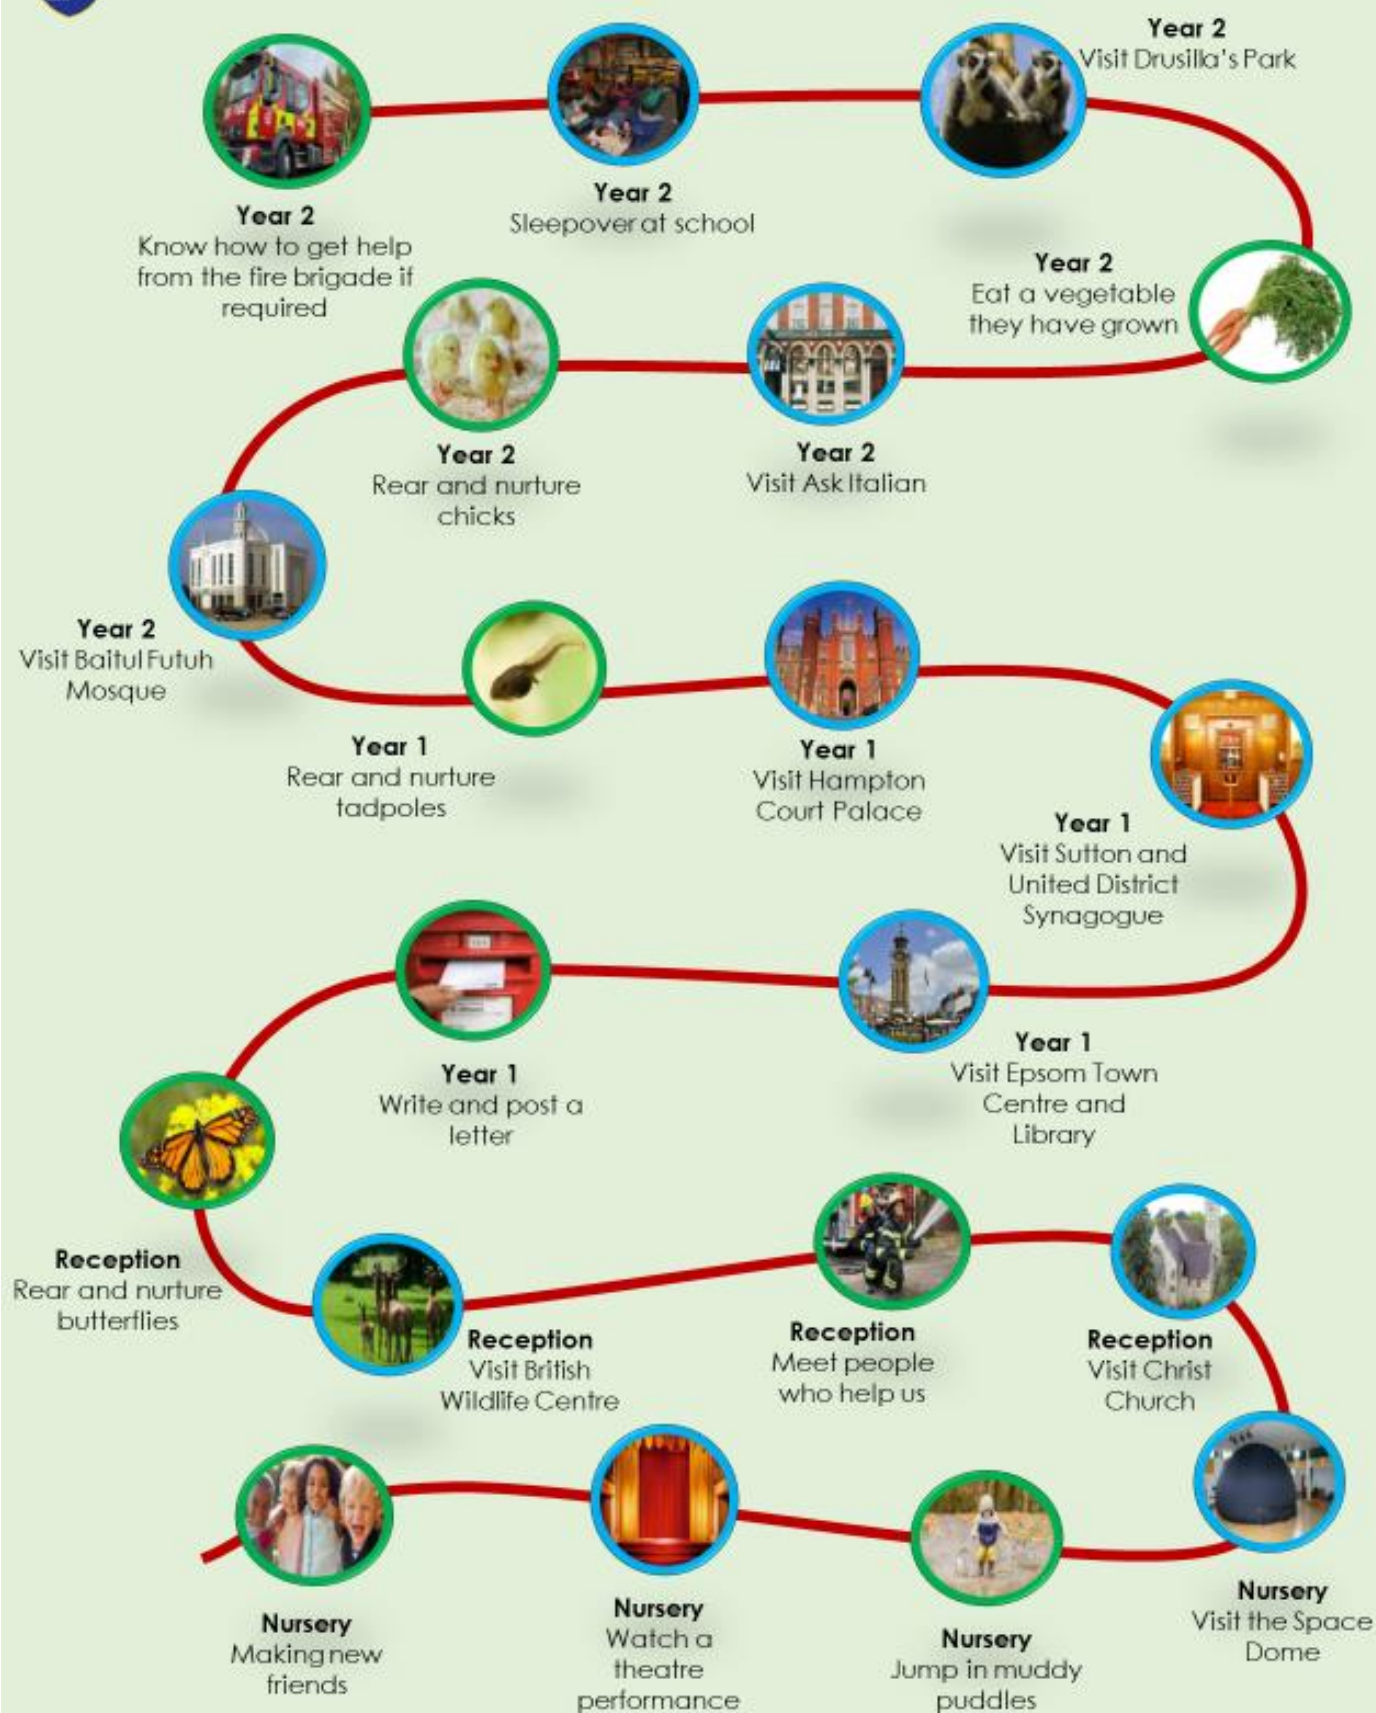 Year 2
Visit Drusilla's Park
Year 2
Sleepover at school
Year 2
Know how to get help
from the fire brigade if
required
Year 2
Eat a vegetable
they have grown
Year 2
Rear and nurture
chicks
Year 2
Visit Ask Italian
Year 2
Visit Baitul Futuh
Mosque
Year 1
Rear and nurture
tadpoles
Year 1
Visit Hampton
Court Palace
Year 1
Visit Sutton and
United District
Synagogue
Year 1
Write and post a
letter
Year 1
Visit Epsom Town
Centre and
Library
Reception
Rear and nurture
butterflies
Reception
Visit British
Wildlife Centre
Reception
Meet people
who help us
Reception
Visit Christ
Church
Nursery
Making new
friends
Nursery
Watch a
theatre
performance
Nursery
Jump in muddy
puddles
Nursery
Visit the Space
Dome